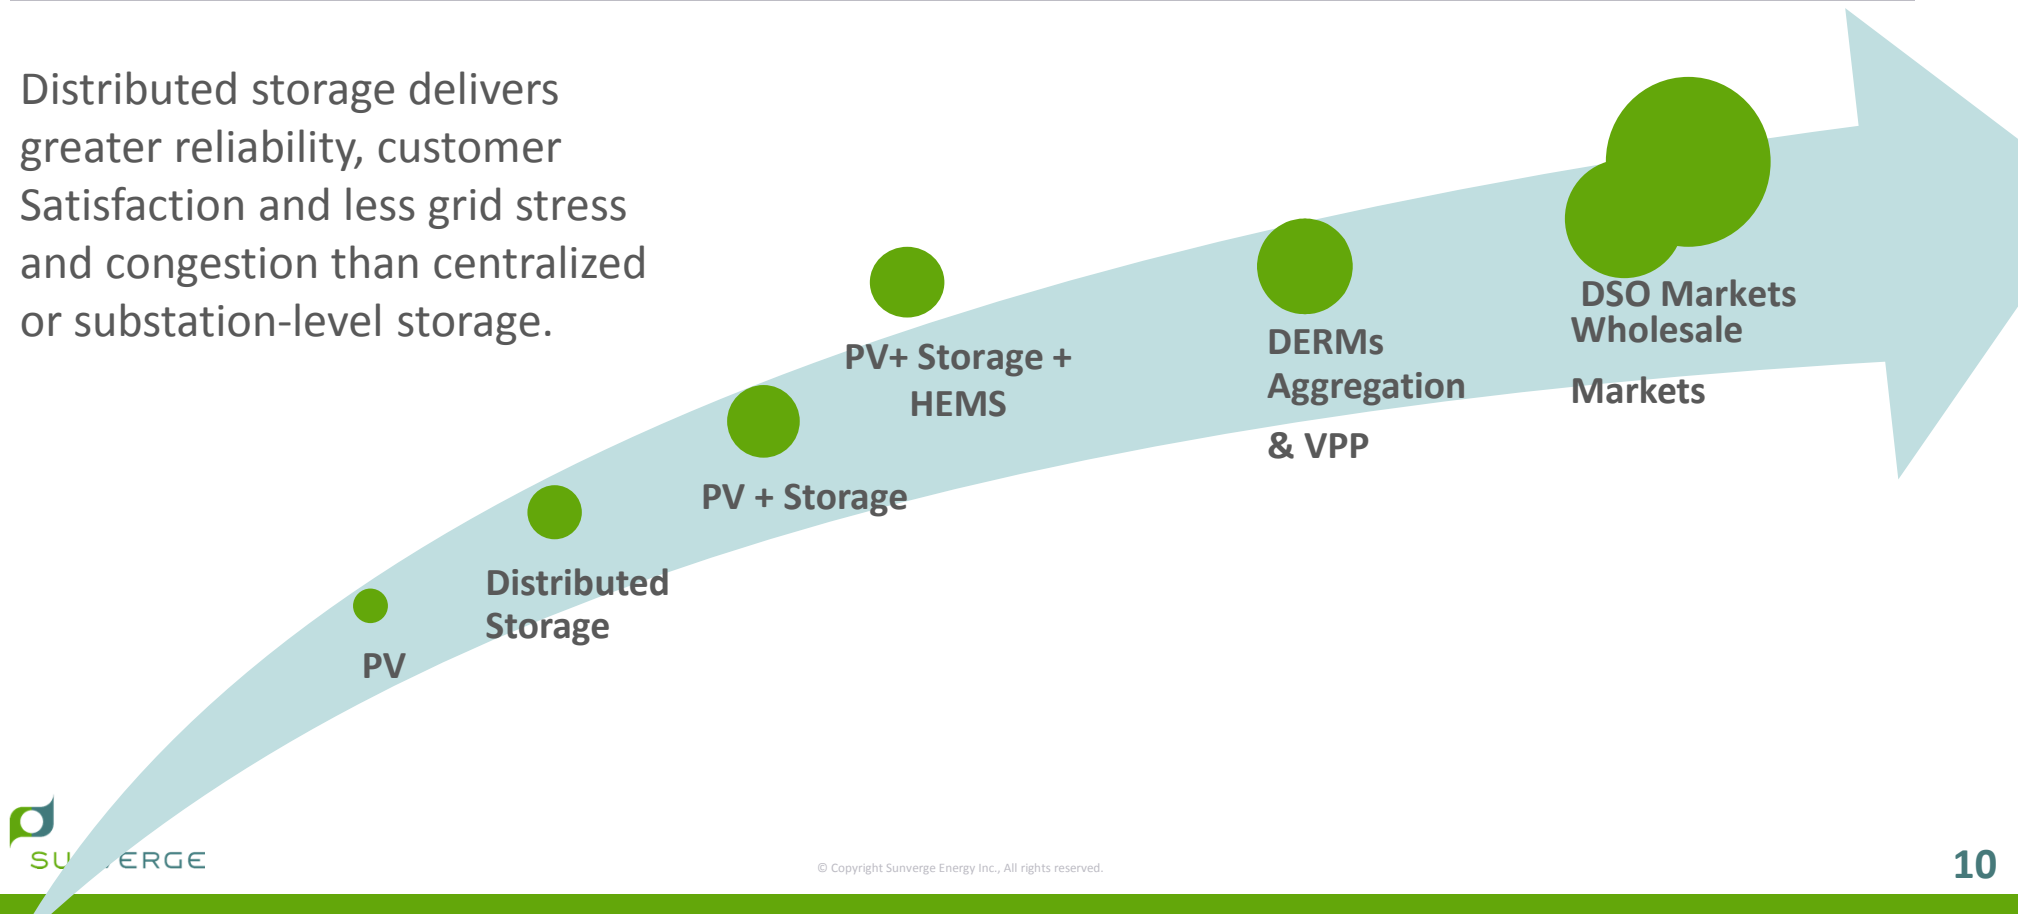 Distributed storage delivers
greater reliability, customer
Satisfaction and less grid stress
and congestion than centralized
or substation-level storage.
PV
Distributed
Storage
PV + Storage
PV+ Storage +
HEMS
DERMs
Aggregation
& VPP
DSO Markets
Wholesale
Markets
SUNVERGE
© Copyright Sunverge Energy Inc., All rights reserved.
10